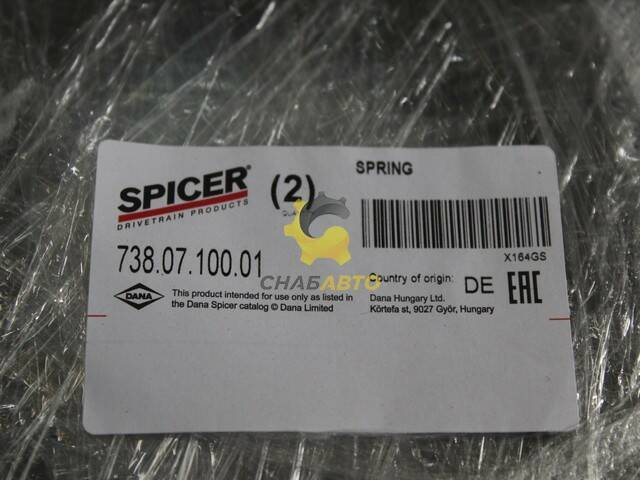 SPICER®
DRIVETRAIN PRODUCTS
(2)
SPRING
X164GS
738.07.100.01
СНАБАВТО
Country of origin: DE EAC
DANA
This product intended for use only as listed in
the Dana Spicer catalog © Dana Limited
Dana Hungary Ltd.
Körtefa st, 9027 Györ, Hungary